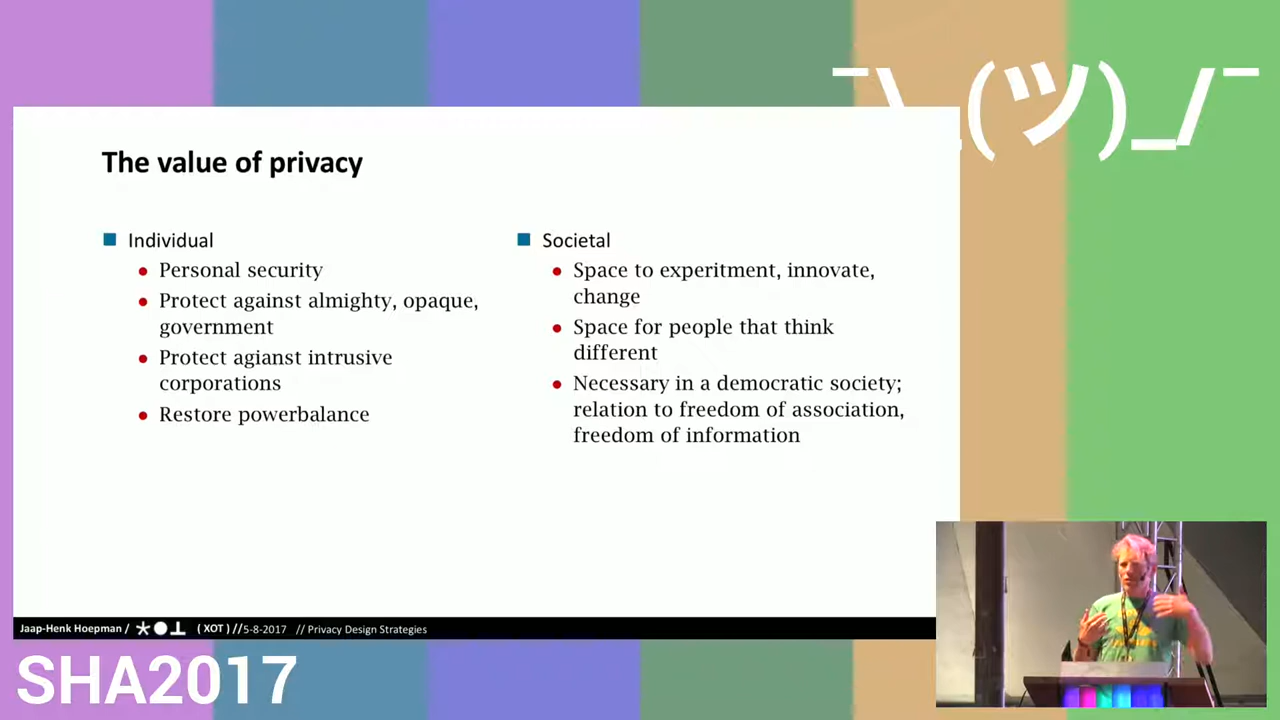 ¯\_(ツ)_/¯
The value of privacy
Individual
Personal security
Protect against almighty, opaque,
government
Protect agianst intrusive
corporations
Restore powerbalance
Societal
Space to experitment, innovate,
change
Space for people that think
different
Necessary in a democratic society;
relation to freedom of association,
freedom of information
Jaap-Henk Hoepman / ( XOT ) // 5-8-2017 // Privacy Design Strategies
SHA2017